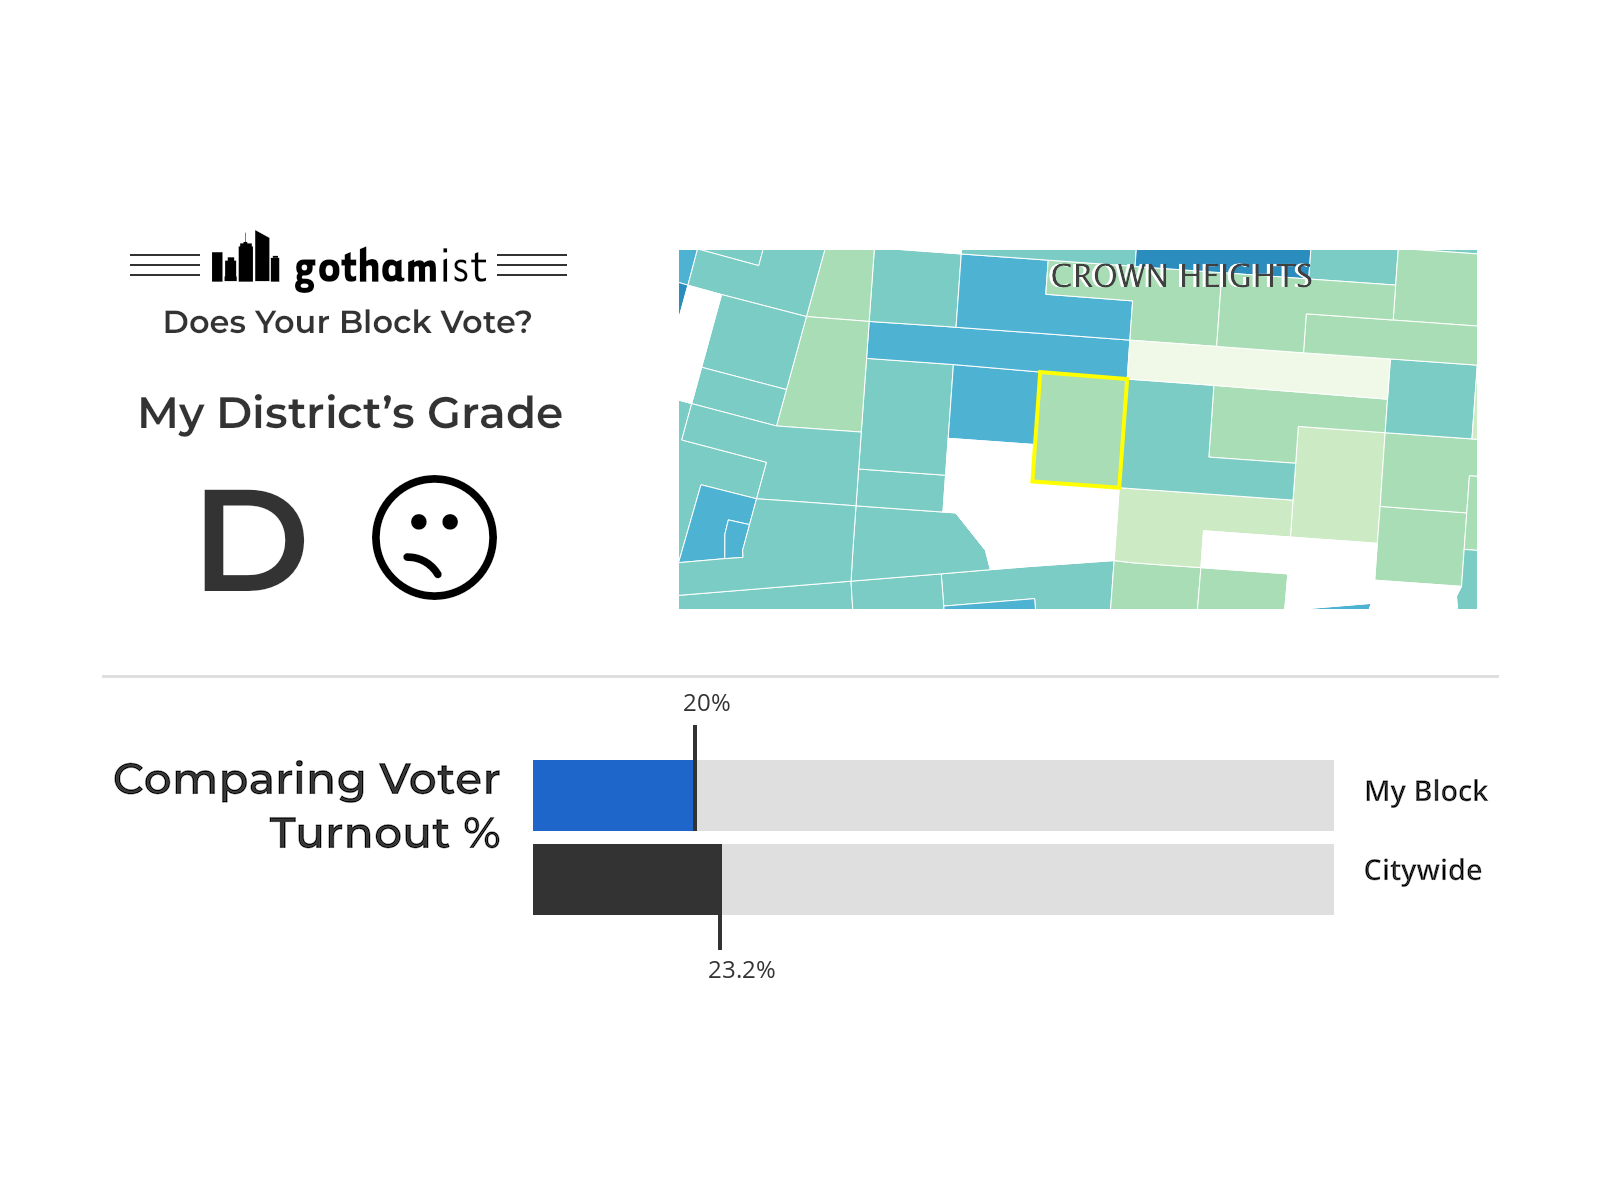 gothamist
Does Your Block Vote?
My District’s Grade
D
CROWN HEIGHTS
20%
Comparing Voter
Turnout %
My Block
Citywide
23.2%